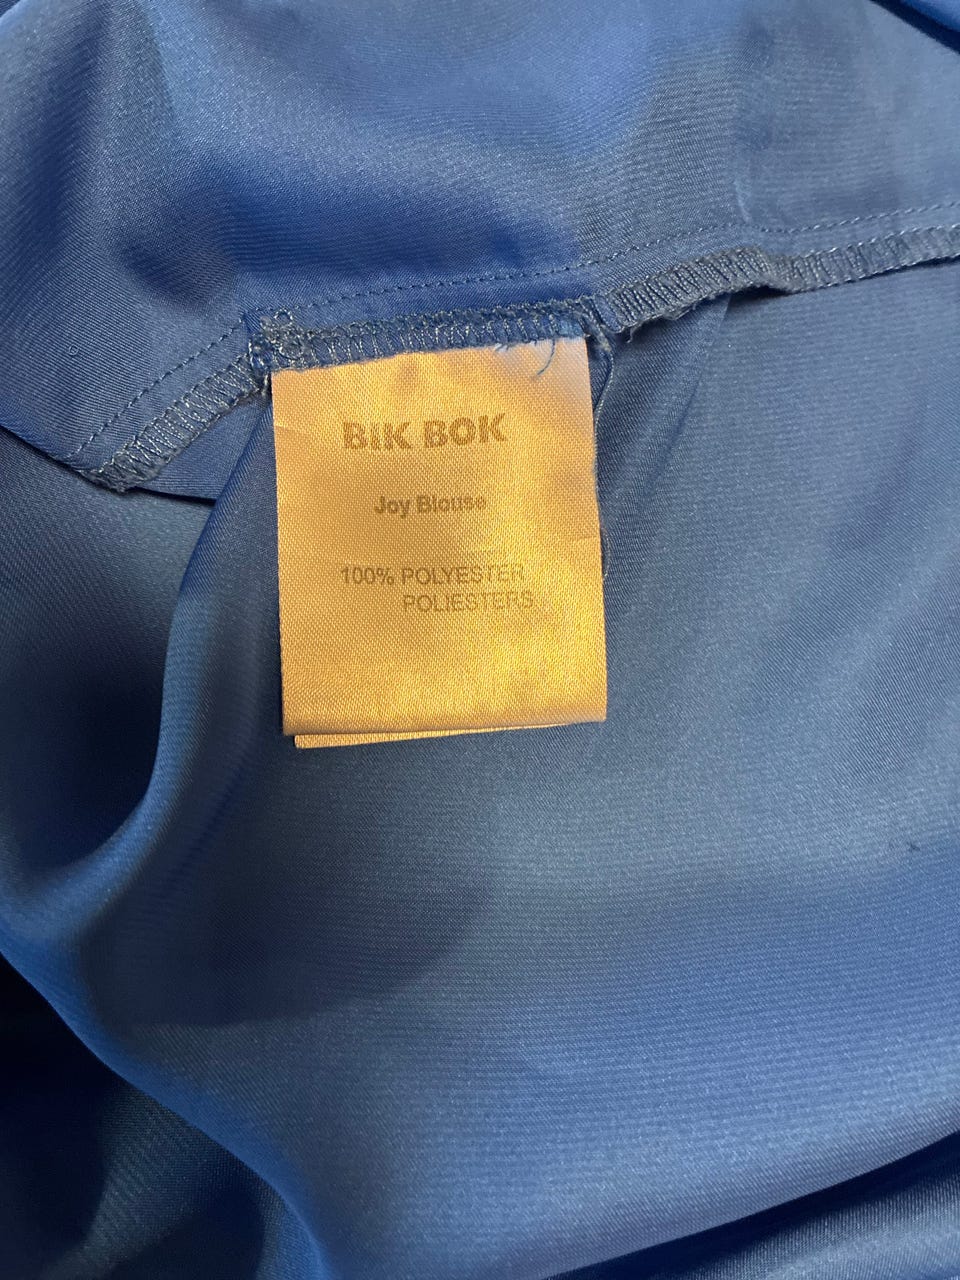 BIK BOK
Joy Blouse
100% POLYESTER
POLIESTERS